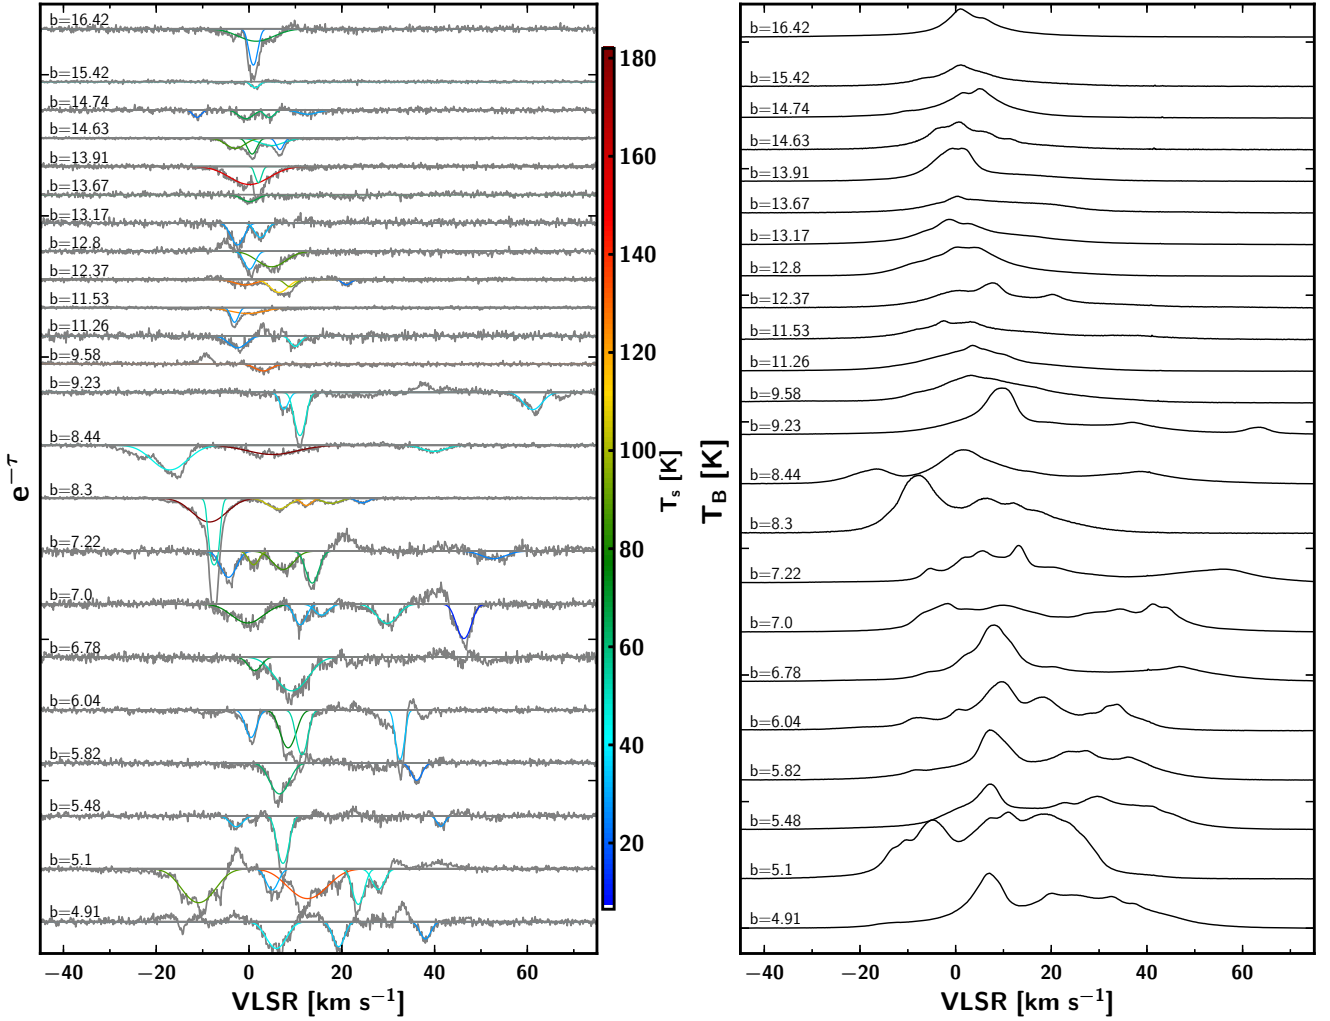 b=16.42
b=15.42
b=14.74
b=14.63
b=13.91
b=13.67
b=13.17
b=12.8
b=12.37
b=11.53
b=11.26
b=9.58
b=9.23
b=8.44
b=8.3
b=7.22
b=7.0
b=6.78
b=6.04
b=5.82
b=5.48
b=5.1
b=4.91
e^{−τ}
−40 −20 0 20 40 60
VLSR [km s⁻¹]
180
160
140
120
100
80
60
40
20
T_s [K]
b=16.42
b=15.42
b=14.74
b=14.63
b=13.91
b=13.67
b=13.17
b=12.8
b=12.37
b=11.53
b=11.26
b=9.58
b=9.23
b=8.44
b=8.3
b=7.22
b=7.0
b=6.78
b=6.04
b=5.82
b=5.48
b=5.1
b=4.91
T_B [K]
−40 −20 0 20 40 60
VLSR [km s⁻¹]